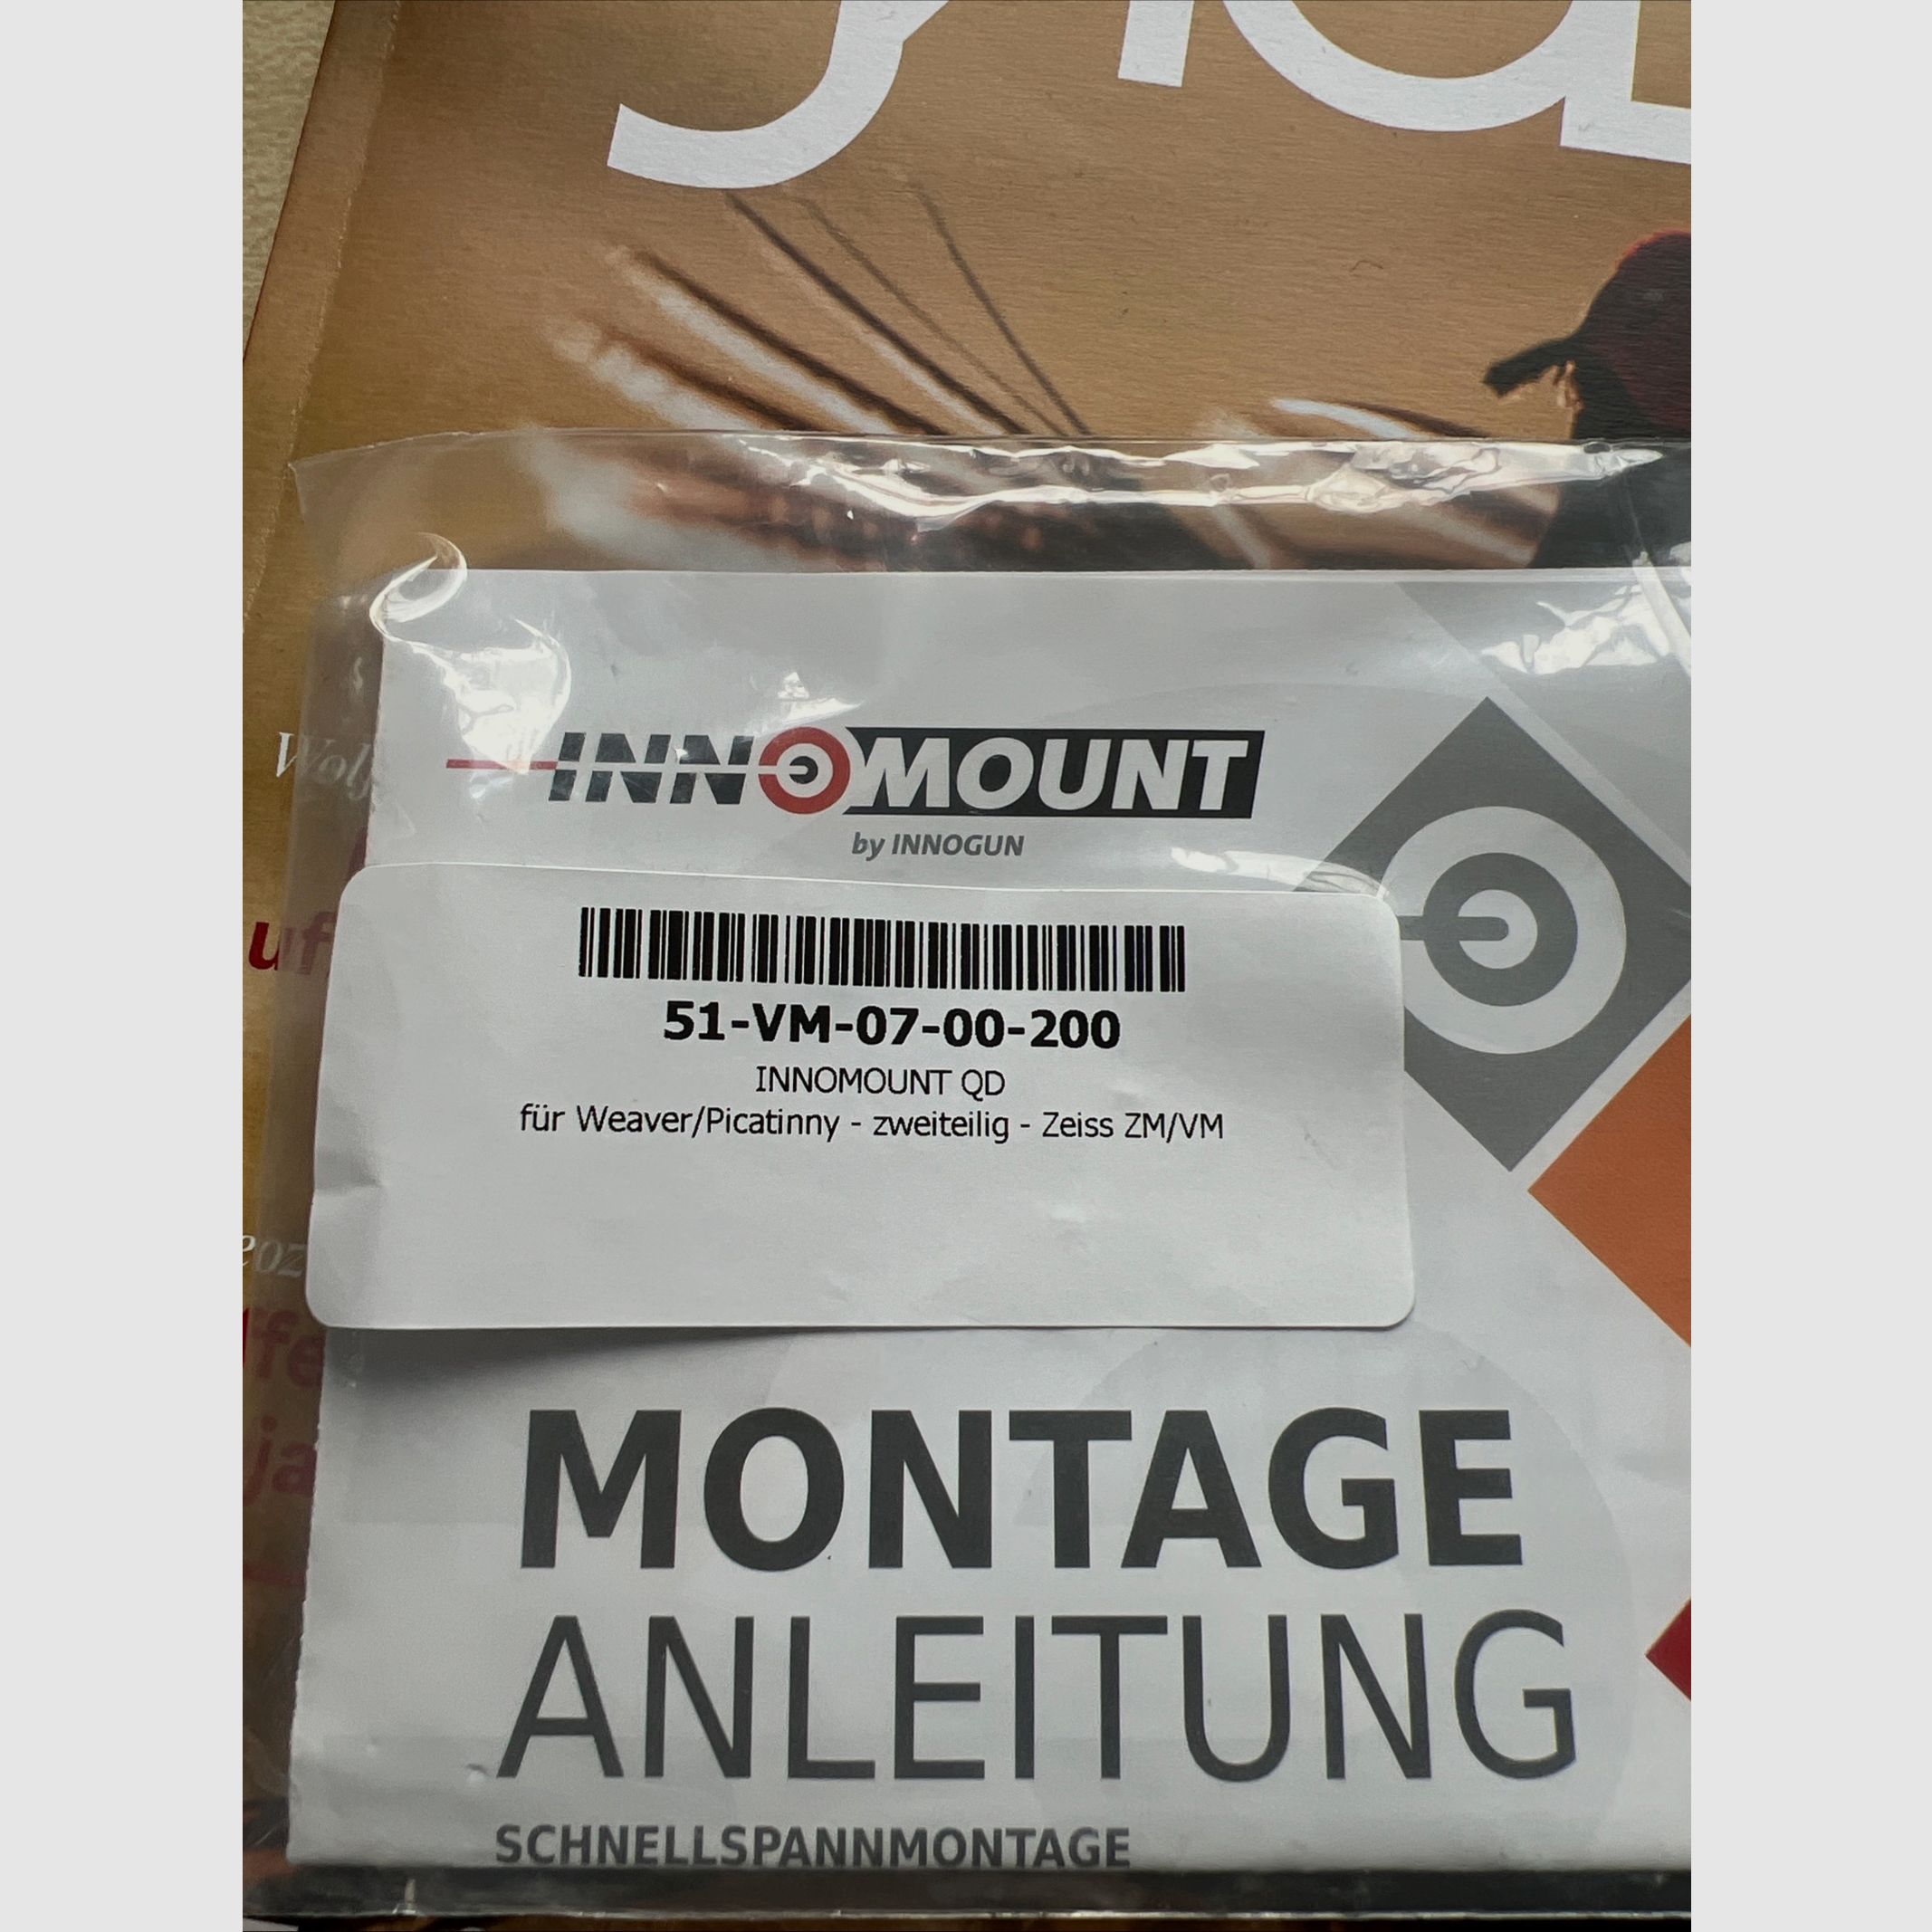 INNOMOUNT
by INNOGUN
51-VM-07-00-200
INNOMOUNT QD
für Weaver/Picatinny - zweiteilig - Zeiss ZM/VM
MONTAGE
ANLEITUNG
SCHNELLSPANNMONTAGE